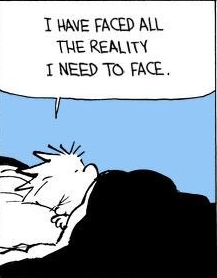 I HAVE FACED ALL
THE REALITY
I NEED TO FACE.